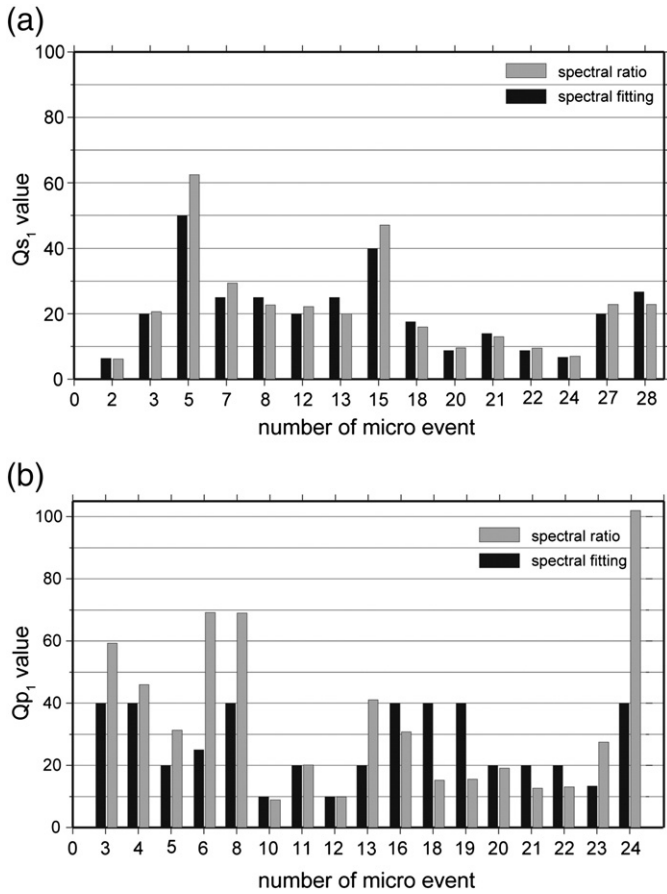 (a)
100
80
60
40
20
0
Qs1 value
spectral ratio
spectral fitting
0 2 3 5 7 8 12 13 15 18 20 21 22 24 27 28
number of micro event
(b)
100
80
60
40
20
0
Qp1 value
spectral ratio
spectral fitting
0 3 4 5 6 8 10 11 12 13 16 18 19 20 21 22 23 24
number of micro event